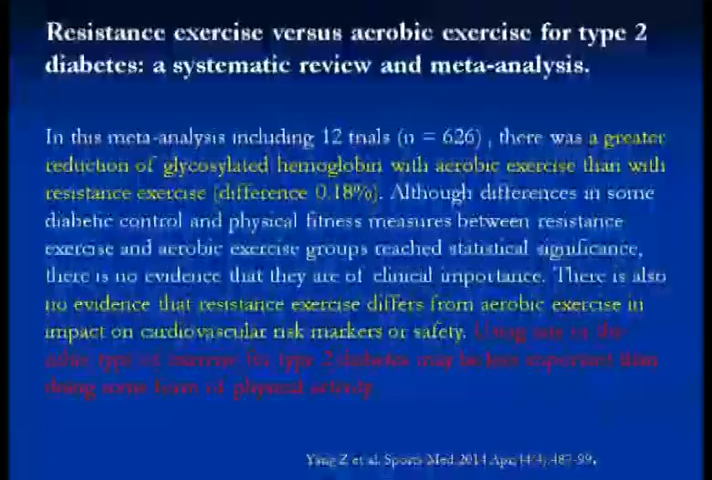 Resistance exercise versus aerobic exercise for type 2
diabetes: a systematic review and meta-analysis.
In this meta-analysis including 12 trials (n = 626) , there was a greater
reduction of glycosylated hemoglobin with aerobic exercise than with
resistance exercise (difference 0.18%). Although differences in some
diabetic control and physical fitness measures between resistance
exercise and aerobic exercise groups reached statistical significance,
there is no evidence that they are of clinical importance. There is also
no evidence that resistance exercise differs from aerobic exercise in
impact on cardiovascular risk markers or safety. Using one or the
other type of exercise for type 2 diabetes may be less important than
doing some form of physical activity.
Yang Z et al. Sports Med. 2014 Apr;44(4):487-99.